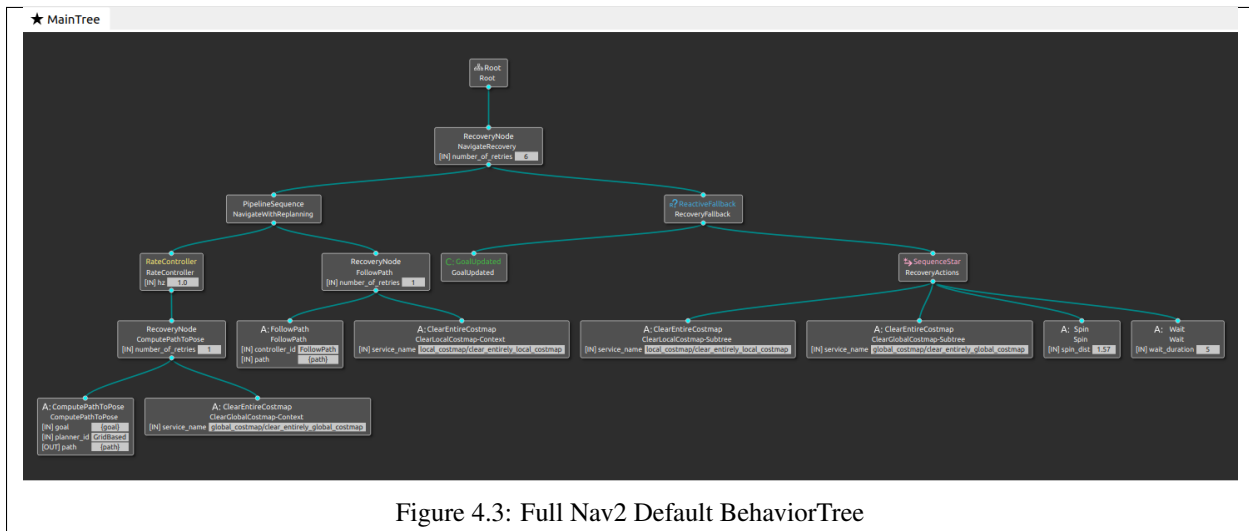 ★ MainTree
Root
Root
RecoveryNode
NavigateRecovery
[IN] number_of_retries 6
PipelineSequence
NavigateWithReplanning
ReactiveFallback
RecoveryFallback
RateController
RateController
[IN] hz 1.0
RecoveryNode
FollowPath
[IN] number_of_retries 1
C: GoalUpdated
GoalUpdated
SequenceStar
RecoveryActions
RecoveryNode
ComputePathToPose
[IN] number_of_retries 1
A: FollowPath
FollowPath
[IN] controller_id FollowPath
[IN] path {path}
A: ClearEntireCostmap
ClearLocalCostmap-Context
[IN] service_name local_costmap/clear_entirely_local_costmap
A: ClearEntireCostmap
ClearLocalCostmap-Subtree
[IN] service_name local_costmap/clear_entirely_local_costmap
A: ClearEntireCostmap
ClearGlobalCostmap-Subtree
[IN] service_name global_costmap/clear_entirely_global_costmap
A: Spin
Spin
[IN] spin_dist 1.57
A: Wait
Wait
[IN] wait_duration 5
A: ComputePathToPose
ComputePathToPose
[IN] goal {goal}
[IN] planner_id GridBased
[OUT] path {path}
A: ClearEntireCostmap
ClearGlobalCostmap-Context
[IN] service_name global_costmap/clear_entirely_global_costmap
Figure 4.3: Full Nav2 Default BehaviorTree